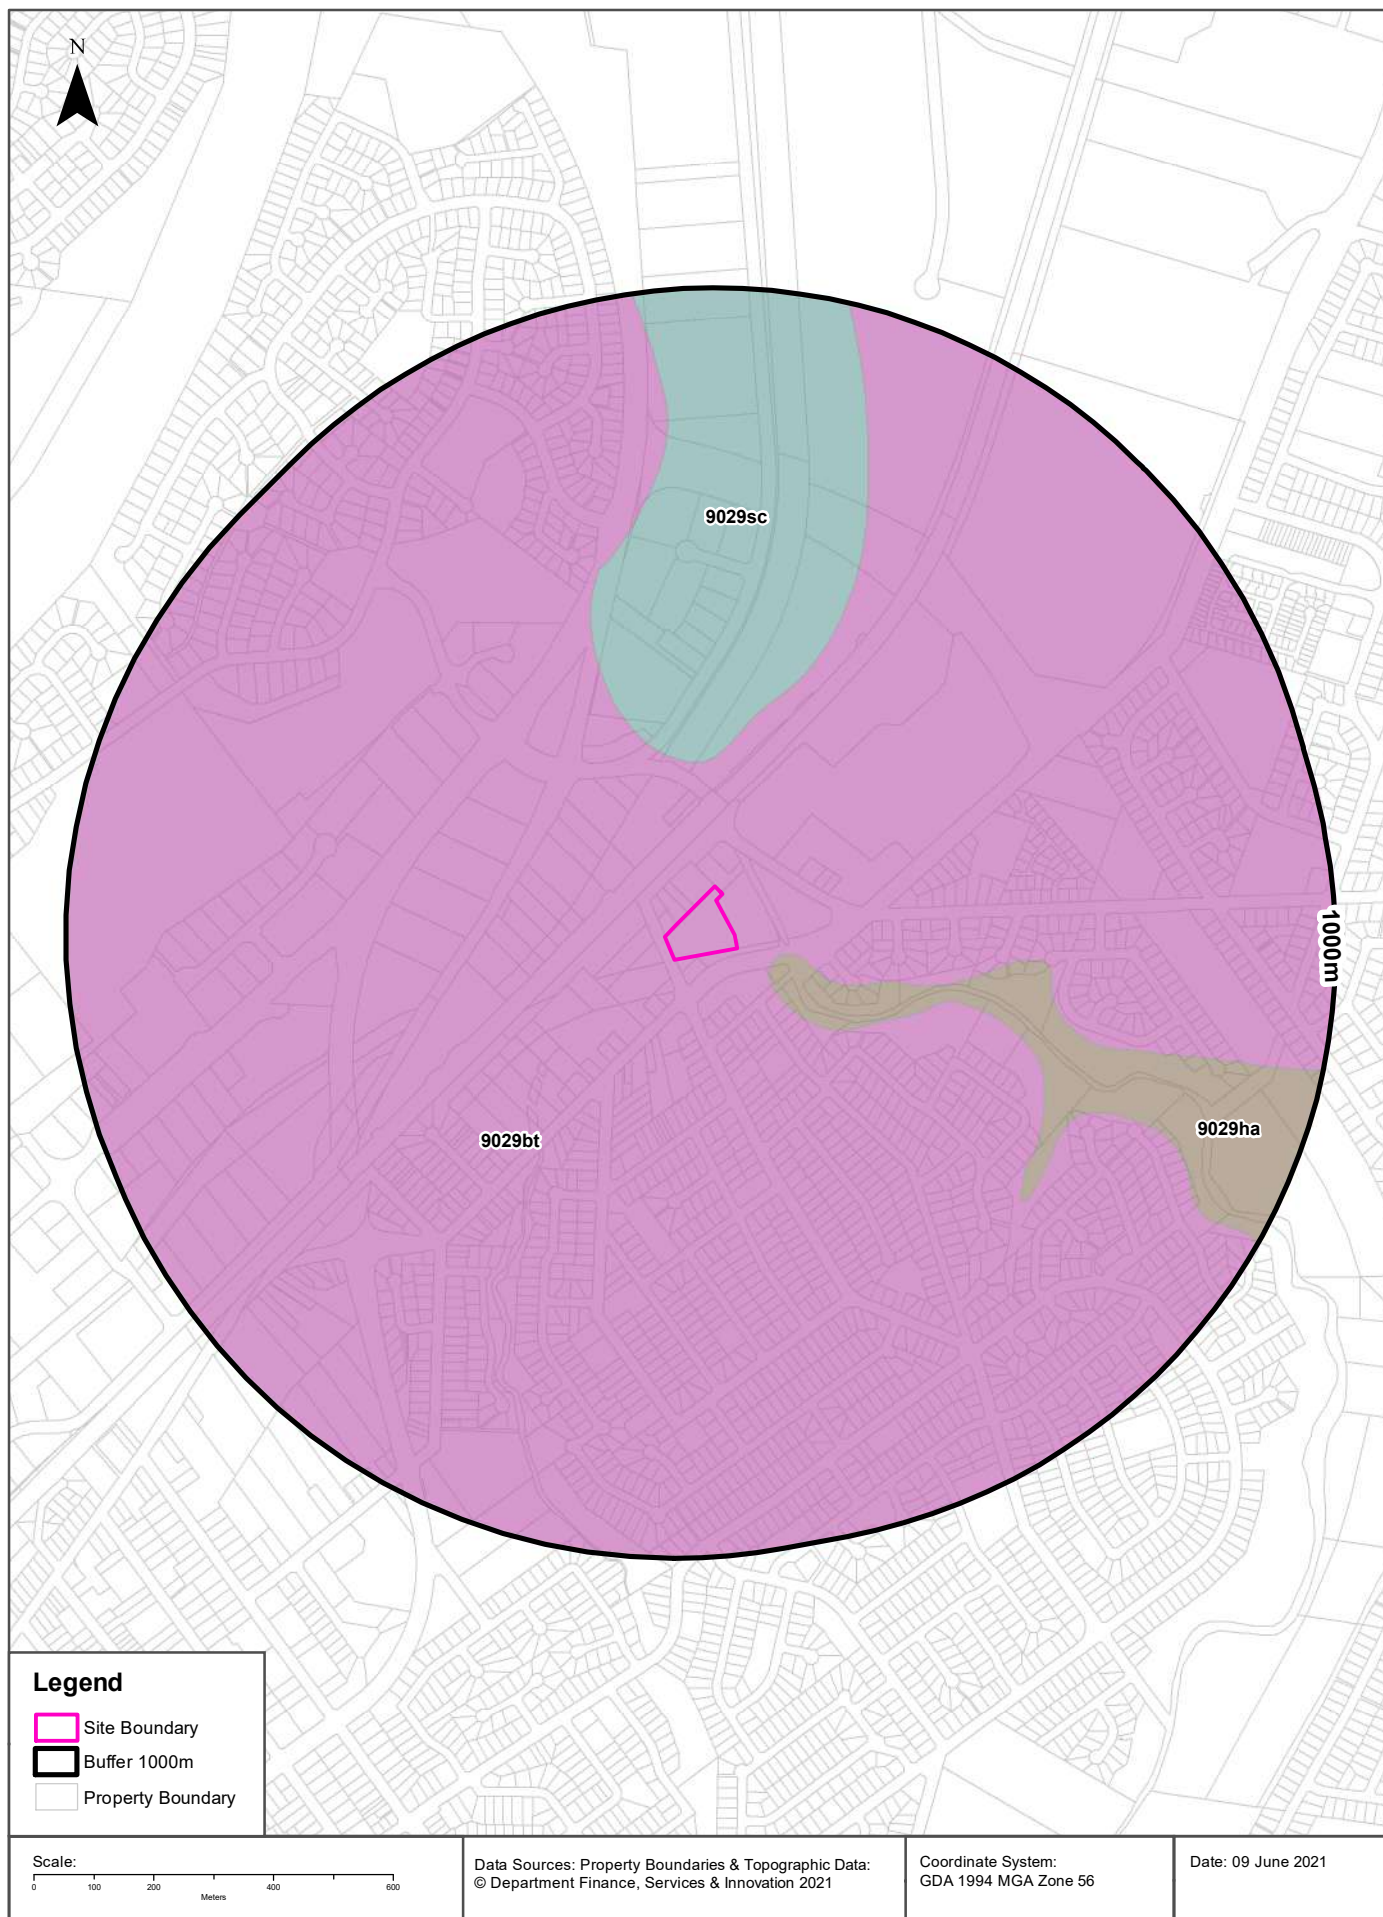 N
9029sc
1000m
9029ha
9029bt
Legend
Site Boundary
Buffer 1000m
Property Boundary
Scale:
0 100 200 400 600
Meters
Data Sources: Property Boundaries & Topographic Data:
© Department Finance, Services & Innovation 2021
Coordinate System:
GDA 1994 MGA Zone 56
Date: 09 June 2021